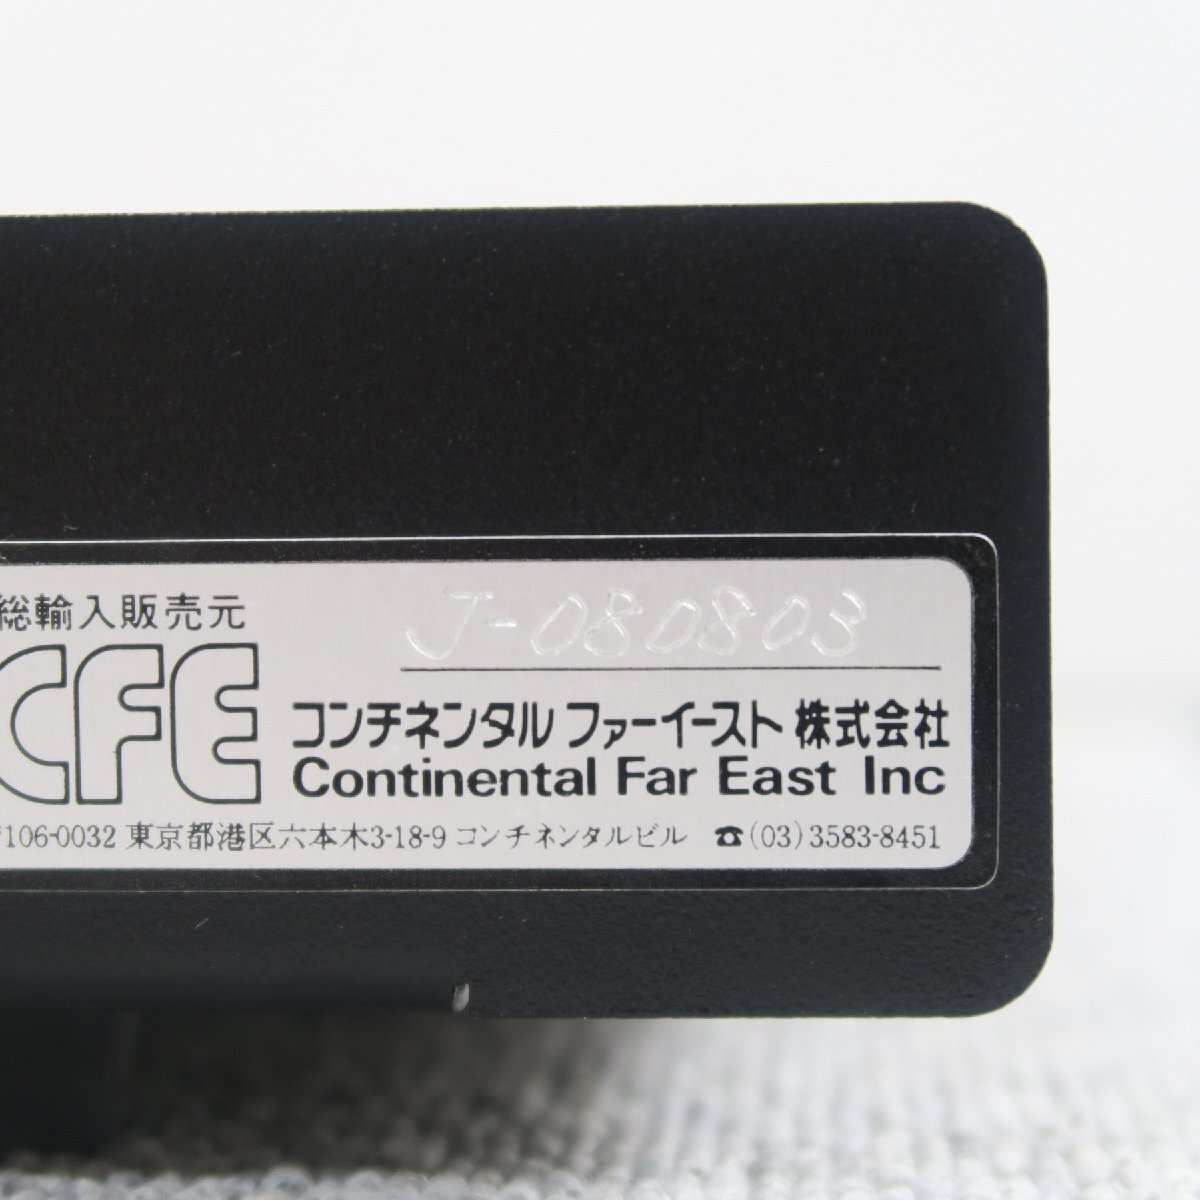 総輸入販売元
J-080803
CFE
コンチネンタル ファーイースト 株式会社
Continental Far East Inc
〒106-0032 東京都港区六本木3-18-9 コンチネンタルビル ☎(03)3583-8451